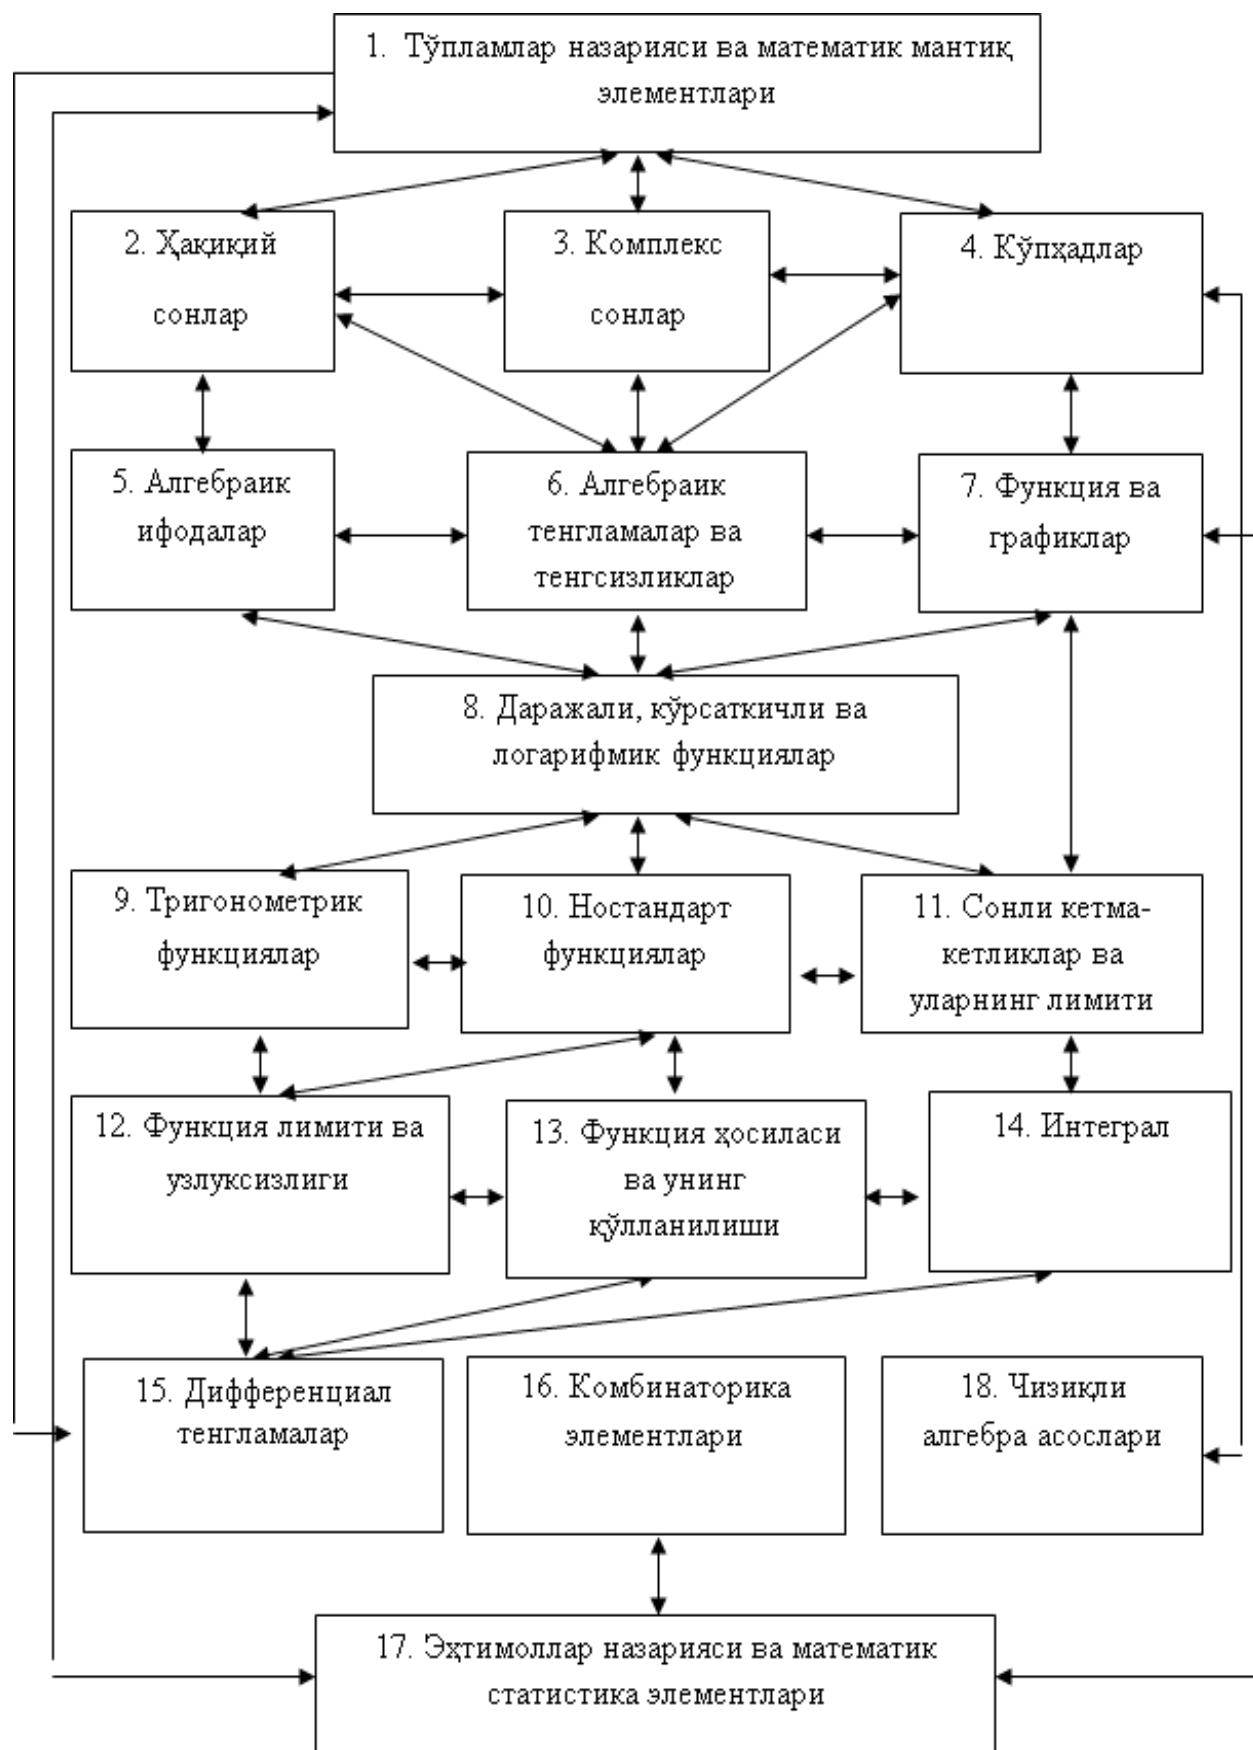 1. Тўпламлар назарияси ва математик мантиқ
элементлари
2. Ҳақиқий
сонлар
3. Комплекс
сонлар
4. Кўпҳадлар
5. Алгебраик
ифодалар
6. Алгебраик
тенгламалар ва
тенгсизликлар
7. Функция ва
графиклар
8. Даражали, кўрсаткичли ва
логарифмик функциялар
9. Тригонометрик
функциялар
10. Ностандарт
функциялар
11. Сонли кетма-
кетликлар ва
уларнинг лимити
12. Функция лимити ва
узлуксизлиги
13. Функция ҳосиласи
ва унинг
қўлланилиши
14. Интеграл
15. Дифференциал
тенгламалар
16. Комбинаторика
элементлари
18. Чизиқли
алгебра асослари
17. Эҳтимоллар назарияси ва математик
статистика элементлари